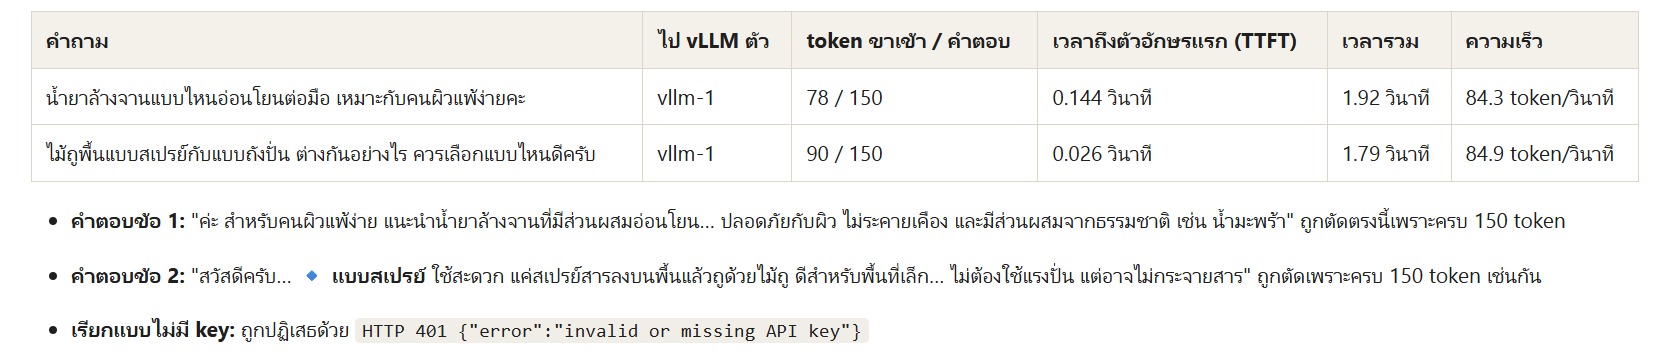 คำถาม ไป vLLM ตัว token ขาเข้า / คำตอบ เวลาถึงตัวอักษรแรก (TTFT) เวลารวม ความเร็ว
น้ำยาล้างจานแบบไหนอ่อนโยนต่อมือ เหมาะกับคนผิวแพ้ง่ายคะ vllm-1 78 / 150 0.144 วินาที 1.92 วินาที 84.3 token/วินาที
ไม้ถูพื้นแบบสเปรย์กับแบบถังปั่น ต่างกันอย่างไร ควรเลือกแบบไหนดีครับ vllm-1 90 / 150 0.026 วินาที 1.79 วินาที 84.9 token/วินาที
• คำตอบข้อ 1: "ค่ะ สำหรับคนผิวแพ้ง่าย แนะนำน้ำยาล้างจานที่มีส่วนผสมอ่อนโยน... ปลอดภัยกับผิว ไม่ระคายเคือง และมีส่วนผสมจากธรรมชาติ เช่น น้ำมะพร้า" ถูกตัดตรงนี้เพราะครบ 150 token
• คำตอบข้อ 2: "สวัสดีครับ... 🔹 แบบสเปรย์ ใช้สะดวก แค่สเปรย์สารลงบนพื้นแล้วถูด้วยไม้ถู ดีสำหรับพื้นที่เล็ก... ไม่ต้องใช้แรงปั่น แต่อาจไม่กระจายสาร" ถูกตัดเพราะครบ 150 token เช่นกัน
• เรียกแบบไม่มี key: ถูกปฏิเสธด้วย HTTP 401 {"error":"invalid or missing API key"}